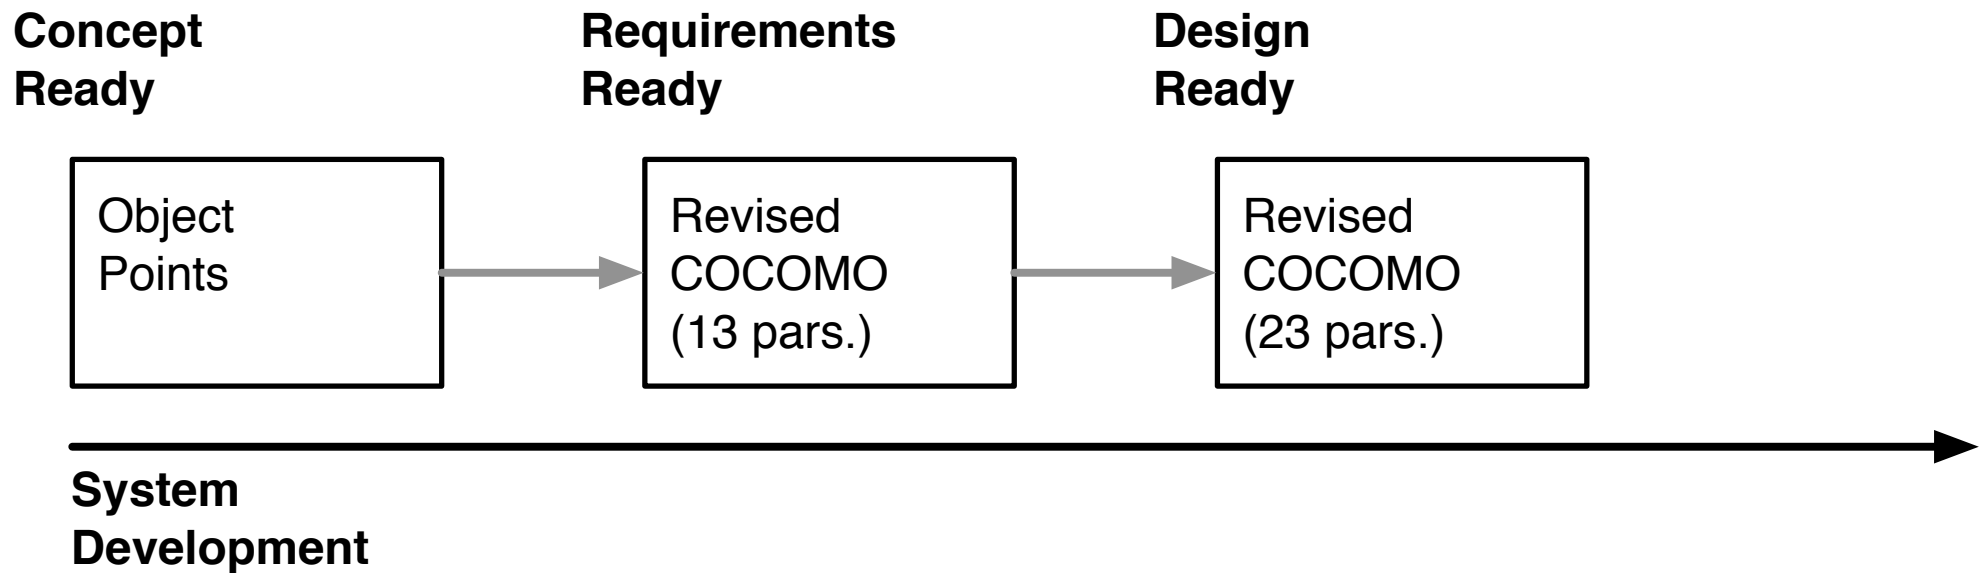 Concept
Ready
Requirements
Ready
Design
Ready
Object
Points
Revised
COCOMO
(13 pars.)
Revised
COCOMO
(23 pars.)
System
Development